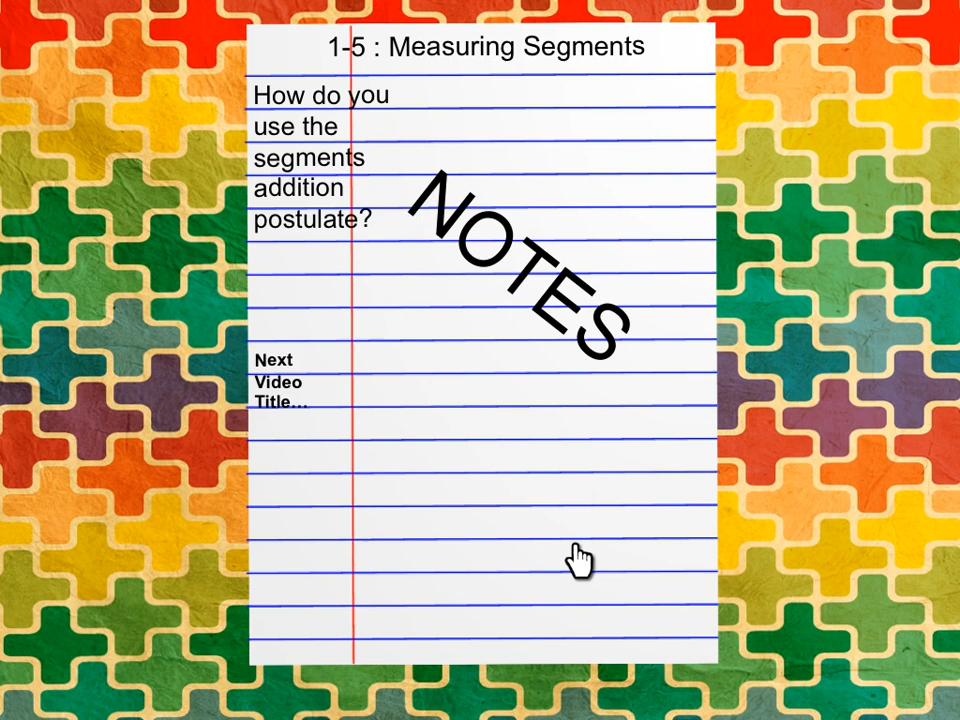 1-5 : Measuring Segments
How do you
use the
segments
addition
postulate?
NOTES
Next
Video
Title...